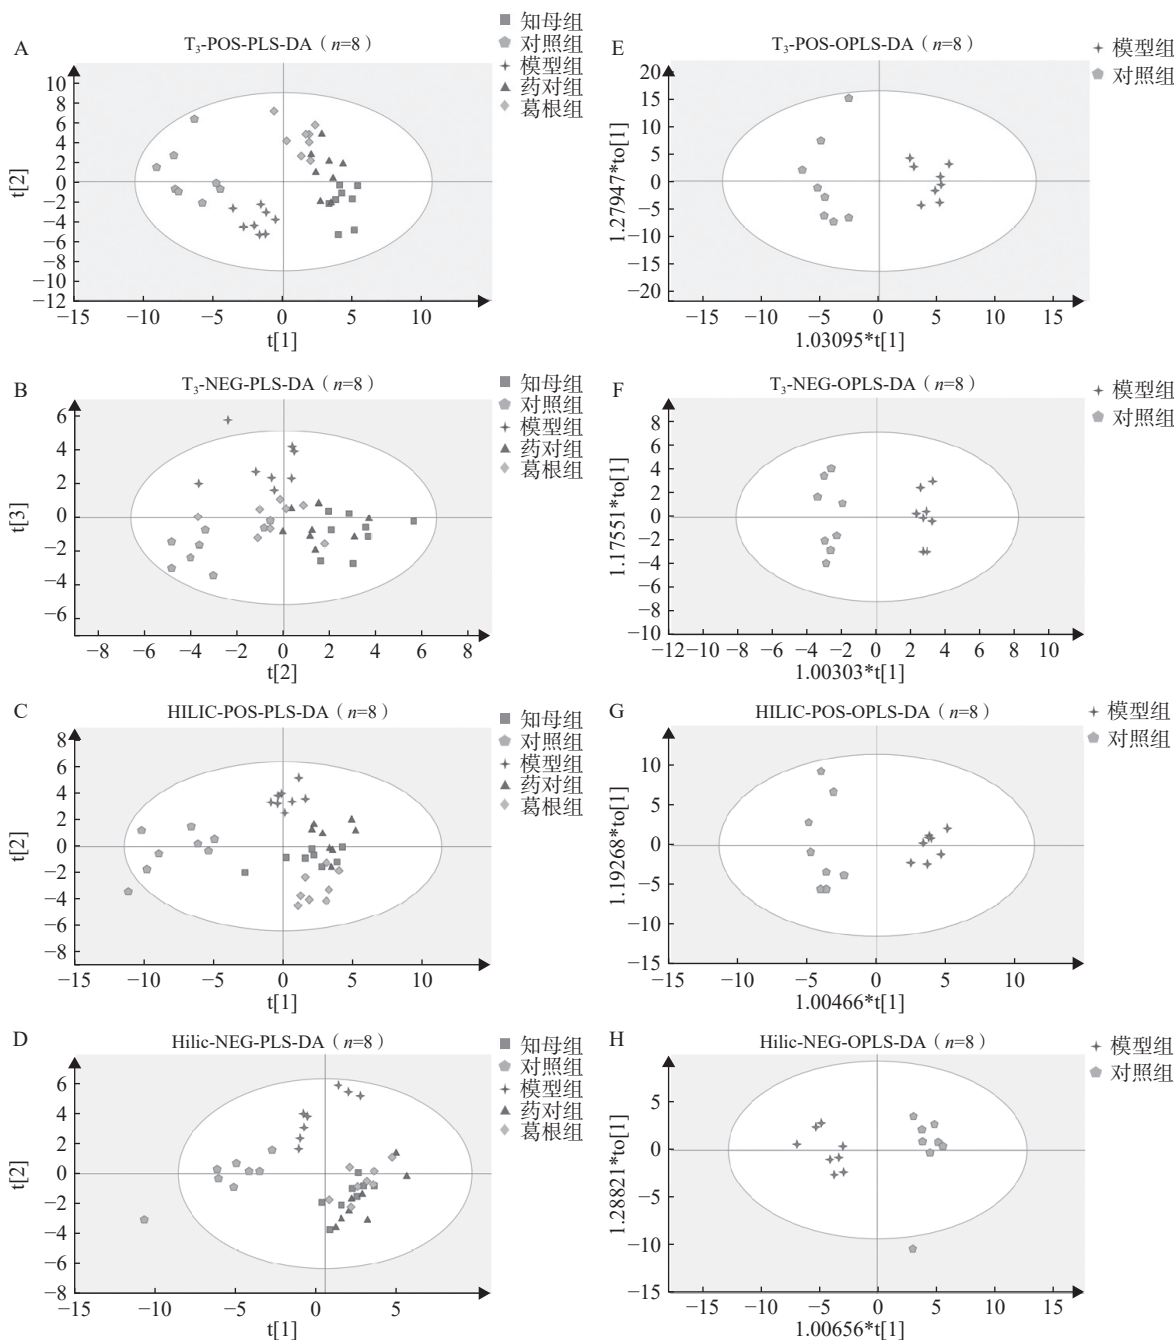 A
T₃-POS-PLS-DA（n=8）
知母组
对照组
模型组
药对组
葛根组
10
8
6
4
2
0
−2
−4
−6
−8
−10
−12
t[2]
−15
−10
−5
0
5
10
t[1]
E
T₃-POS-OPLS-DA（n=8）
模型组
对照组
20
15
10
5
0
−5
−10
−15
−20
1.27947*to[1]
−15
−10
−5
0
5
10
15
1.03095*t[1]
B
T₃-NEG-PLS-DA（n=8）
知母组
对照组
模型组
药对组
葛根组
6
4
2
0
−2
−4
−6
t[3]
−8
−6
−4
−2
0
2
4
6
8
t[2]
F
T₃-NEG-OPLS-DA（n=8）
模型组
对照组
8
6
4
2
0
−2
−4
−6
−8
−10
1.17551*to[1]
−12
−10
−8
−6
−4
−2
0
2
4
6
8
10
1.00303*t[1]
C
HILIC-POS-PLS-DA（n=8）
知母组
对照组
模型组
药对组
葛根组
8
6
4
2
0
−2
−4
−6
−8
t[2]
−15
−10
−5
0
5
10
t[1]
G
HILIC-POS-OPLS-DA（n=8）
模型组
对照组
10
5
0
−5
−10
−15
1.19268*to[1]
−15
−10
−5
0
5
10
1.00466*t[1]
D
Hilic-NEG-PLS-DA（n=8）
知母组
对照组
模型组
药对组
葛根组
6
4
2
0
−2
−4
−6
−8
t[2]
−15
−10
−5
0
5
t[1]
H
Hilic-NEG-OPLS-DA（n=8）
模型组
对照组
5
0
−5
−10
−15
1.28821*to[1]
−15
−10
−5
0
5
10
15
1.00656*t[1]